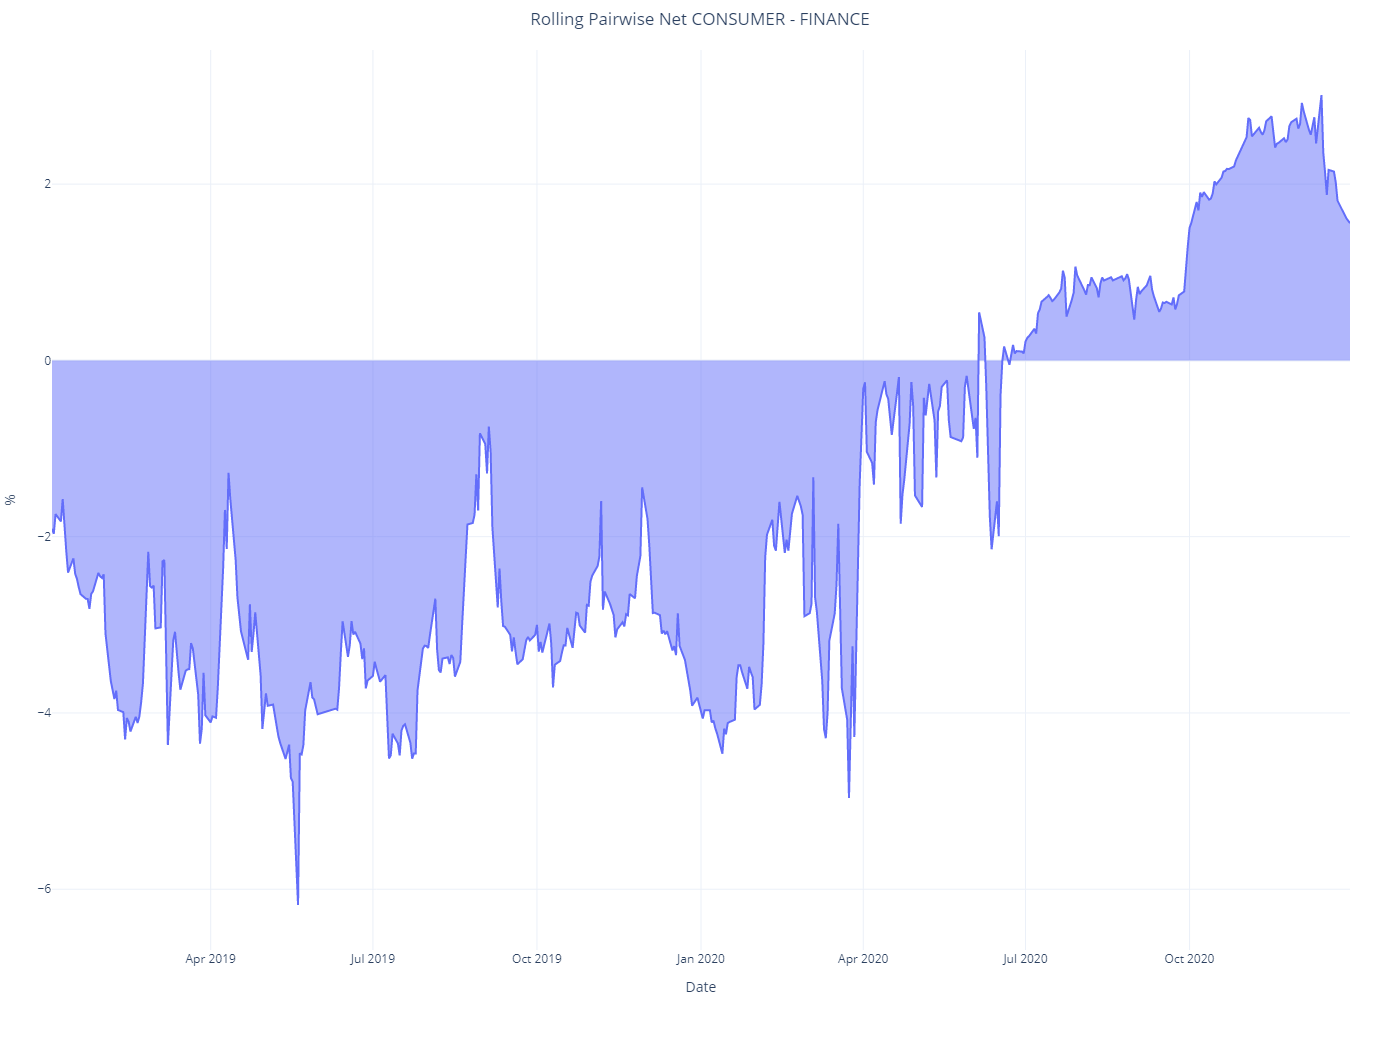 Rolling Pairwise Net CONSUMER - FINANCE
2
0
−2
−4
−6
%
Apr 2019
Jul 2019
Oct 2019
Jan 2020
Apr 2020
Jul 2020
Oct 2020
Date